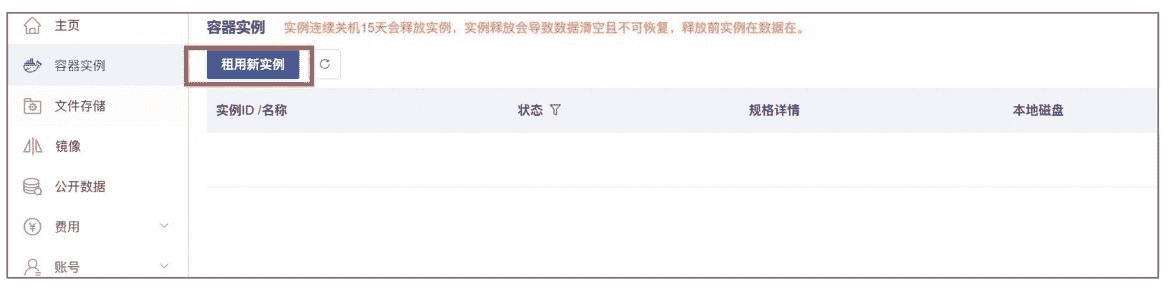 主页
容器实例
文件存储
镜像
公开数据
费用
账号
容器实例 实例连续关机15天会释放实例，实例释放会导致数据清空且不可恢复，释放前实例在数据在。
租用新实例
实例ID /名称 状态 规格详情 本地磁盘